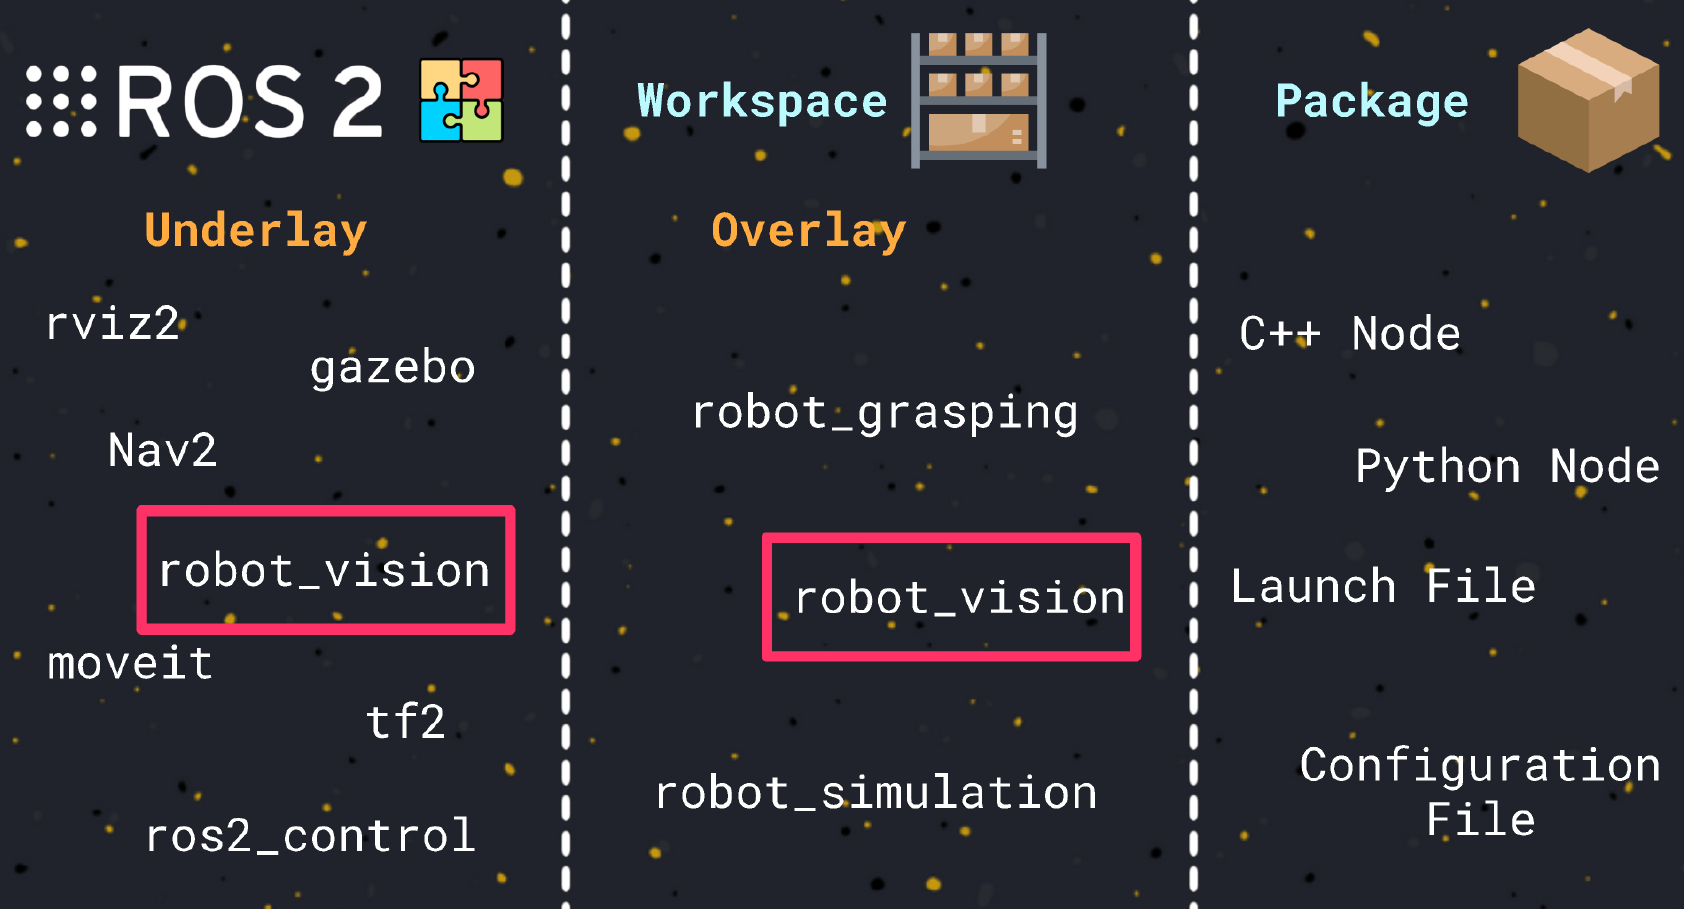 ROS 2
Underlay
rviz2
gazebo
Nav2
robot_vision
moveit
tf2
ros2_control
Workspace
Overlay
robot_grasping
robot_vision
robot_simulation
Package
C++ Node
Python Node
Launch File
Configuration
File